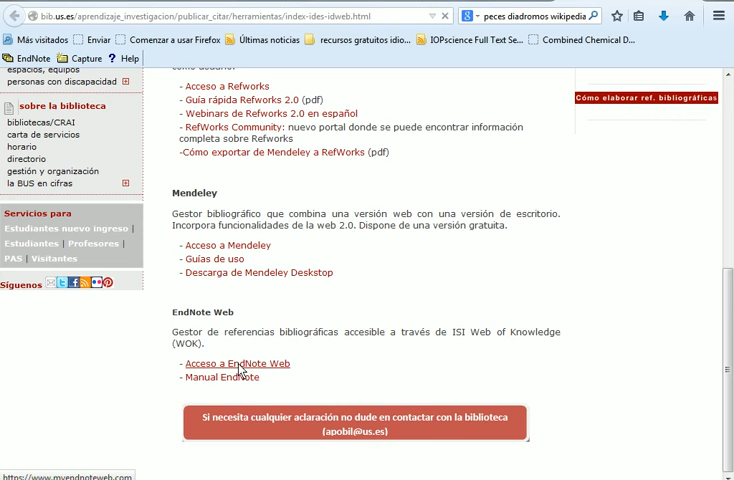 bib.us.es/aprendizaje_investigacion/publicar_citar/herramientas/index-ides-idweb.html
peces diadromos wikipedia
Más visitados
Enviar
Comenzar a usar Firefox
Últimas noticias
recursos gratuitos idio...
IOPscience Full Text Se...
Combined Chemical D...
EndNote
Capture
Help
espacios, equipos
personas con discapacidad
sobre la biblioteca
bibliotecas/CRAI
carta de servicios
horario
directorio
gestión y organización
la BUS en cifras
Servicios para
Estudiantes nuevo ingreso |
Estudiantes | Profesores |
PAS | Visitantes
Síguenos
como usuario.
- Acceso a Refworks
- Guía rápida Refworks 2.0 (pdf)
- Webinars de Refworks 2.0 en español
- RefWorks Community: nuevo portal donde se puede encontrar información
completa sobre Refworks
-Cómo exportar de Mendeley a RefWorks (pdf)
Mendeley
Gestor bibliográfico que combina una versión web con una versión de escritorio.
Incorpora funcionalidades de la web 2.0. Dispone de una versión gratuita.
- Acceso a Mendeley
- Guías de uso
- Descarga de Mendeley Deskstop
EndNote Web
Gestor de referencias bibliográficas accesible a través de ISI Web of Knowledge
(WOK).
- Acceso a EndNote Web
- Manual EndNote
Si necesita cualquier aclaración no dude en contactar con la biblioteca
(apobil@us.es)
Cómo elaborar ref. bibliográficas
https://www.myendnoteweb.com